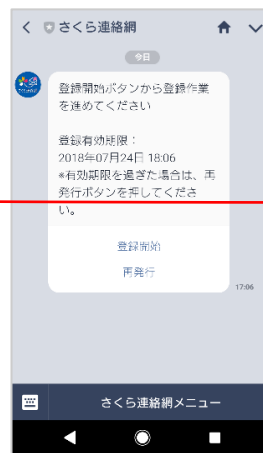 さくら連絡網
今日
登録開始ボタンから登録作業
を進めてください
登録有効期限：
2018年07月24日 18:06
*有効期限を過ぎた場合は、再
発行ボタンを押してくださ
い。
登録開始
再発行
17:06
さくら連絡網メニュー